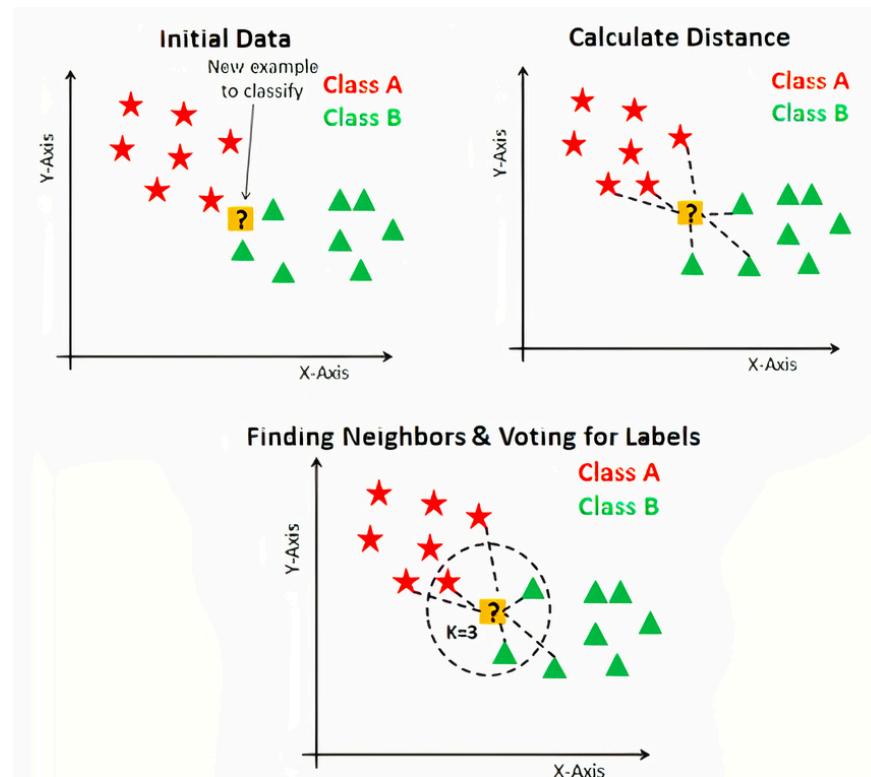 Initial Data
New example
to classify
Class A
Class B
Y-Axis
?
X-Axis
Calculate Distance
Class A
Class B
Y-Axis
?
X-Axis
Finding Neighbors & Voting for Labels
Class A
Class B
Y-Axis
?
K=3
X-Axis